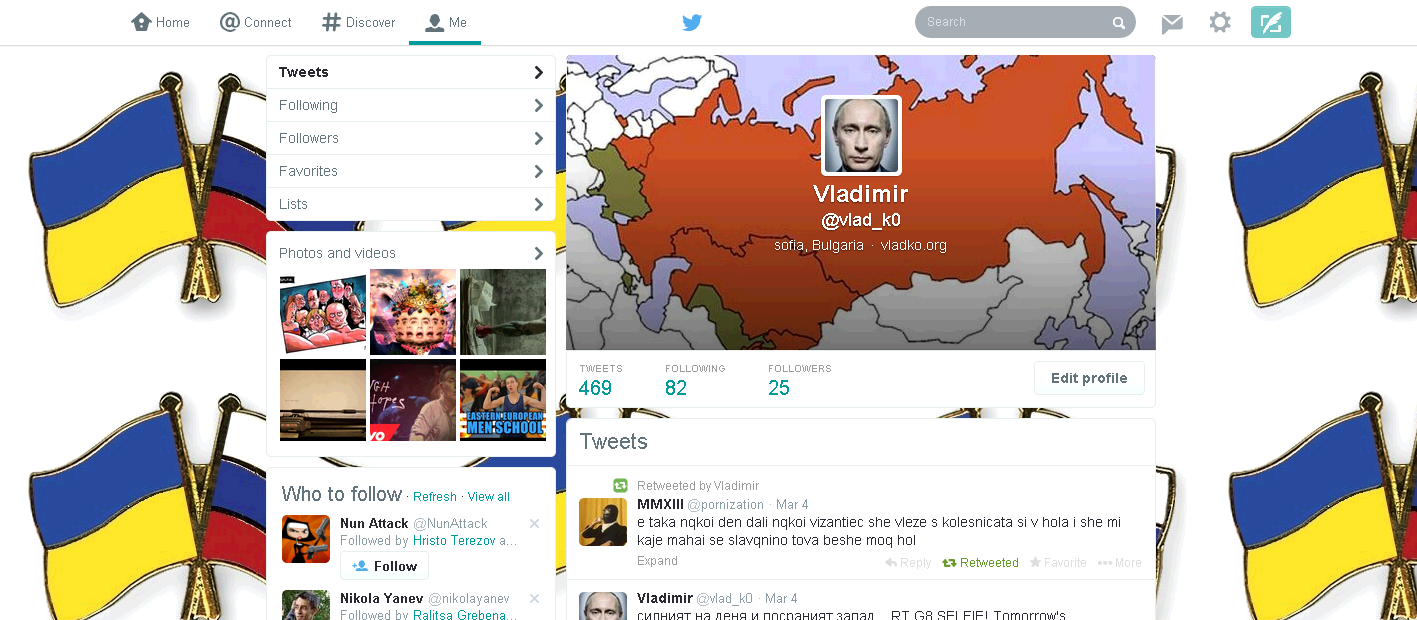 Home
Connect
Discover
Me
Search
Tweets
Following
Followers
Favorites
Lists
Photos and videos
EASTERN EUROPEAN
MEN SCHOOL
Who to follow · Refresh · View all
Nun Attack @NunAttack
Followed by Hristo Terezov a...
Follow
Nikola Yanev @nikolayanev
Followed by Ralitsa Grebena...
Vladimir
@vlad_k0
sofia, Bulgaria · vladko.org
TWEETS
469
FOLLOWING
82
FOLLOWERS
25
Edit profile
Tweets
Retweeted by Vladimir
MMXIII @pornization · Mar 4
e taka nqkoi den dali nqkoi vizantiec she vleze s kolesnicata si v hola i she mi
kaje mahai se slavqnino tova beshe moq hol
Expand
Reply
Retweeted
Favorite
More
Vladimir @vlad_k0 · Mar 4
силният на деня и посраният запад... RT G8 SELFIE! Tomorrow's